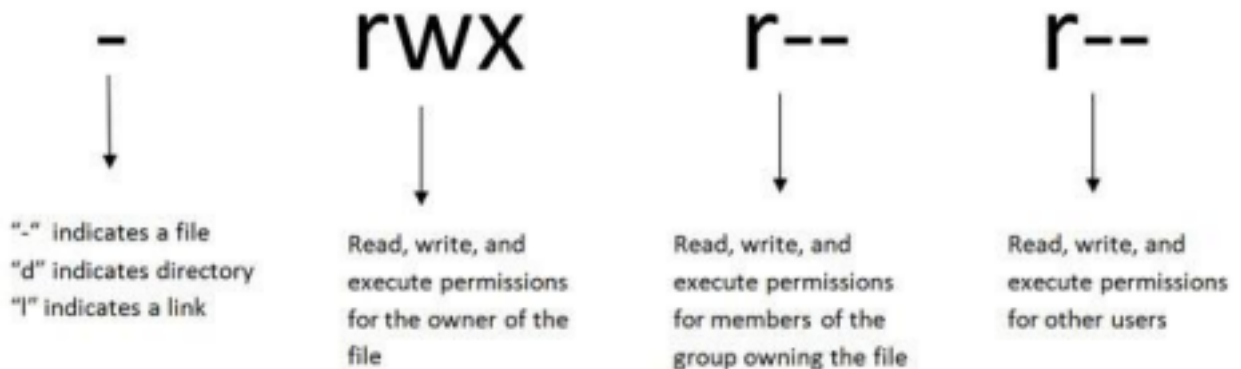 -
rwx
r--
r--
"-" indicates a file
"d" indicates directory
"l" indicates a link
Read, write, and
execute permissions
for the owner of the
file
Read, write, and
execute permissions
for members of the
group owning the file
Read, write, and
execute permissions
for other users